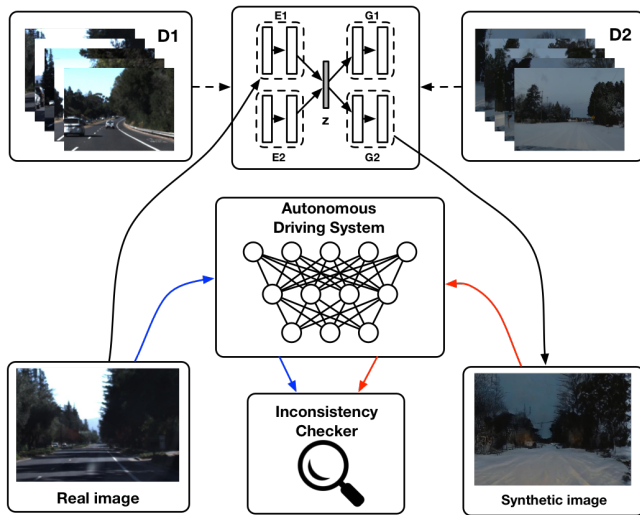 D1
E1
G1
D2
z
E2
G2
Autonomous
Driving System
Inconsistency
Checker
Real image
Synthetic image